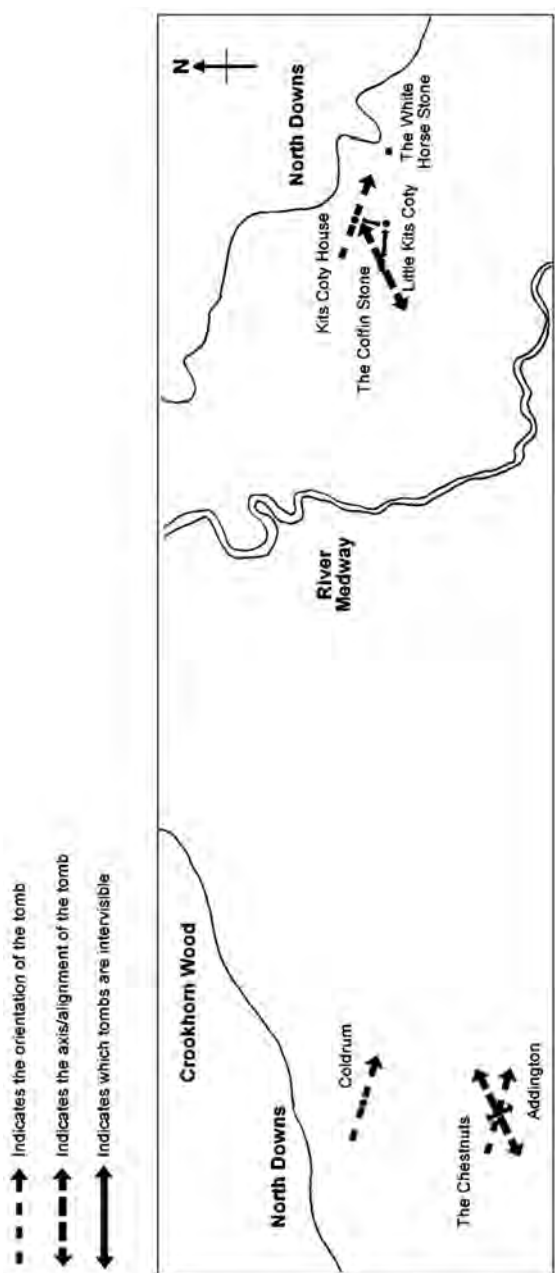 Indicates the orientation of the tomb
Indicates the axis/alignment of the tomb
Indicates which tombs are intervisible
N
North Downs
Crookhorn Wood
North Downs
River
Medway
Kits Coty House
The Coffin Stone
Little Kits Coty
The White
Horse Stone
Coldrum
The Chestnuts
Addington